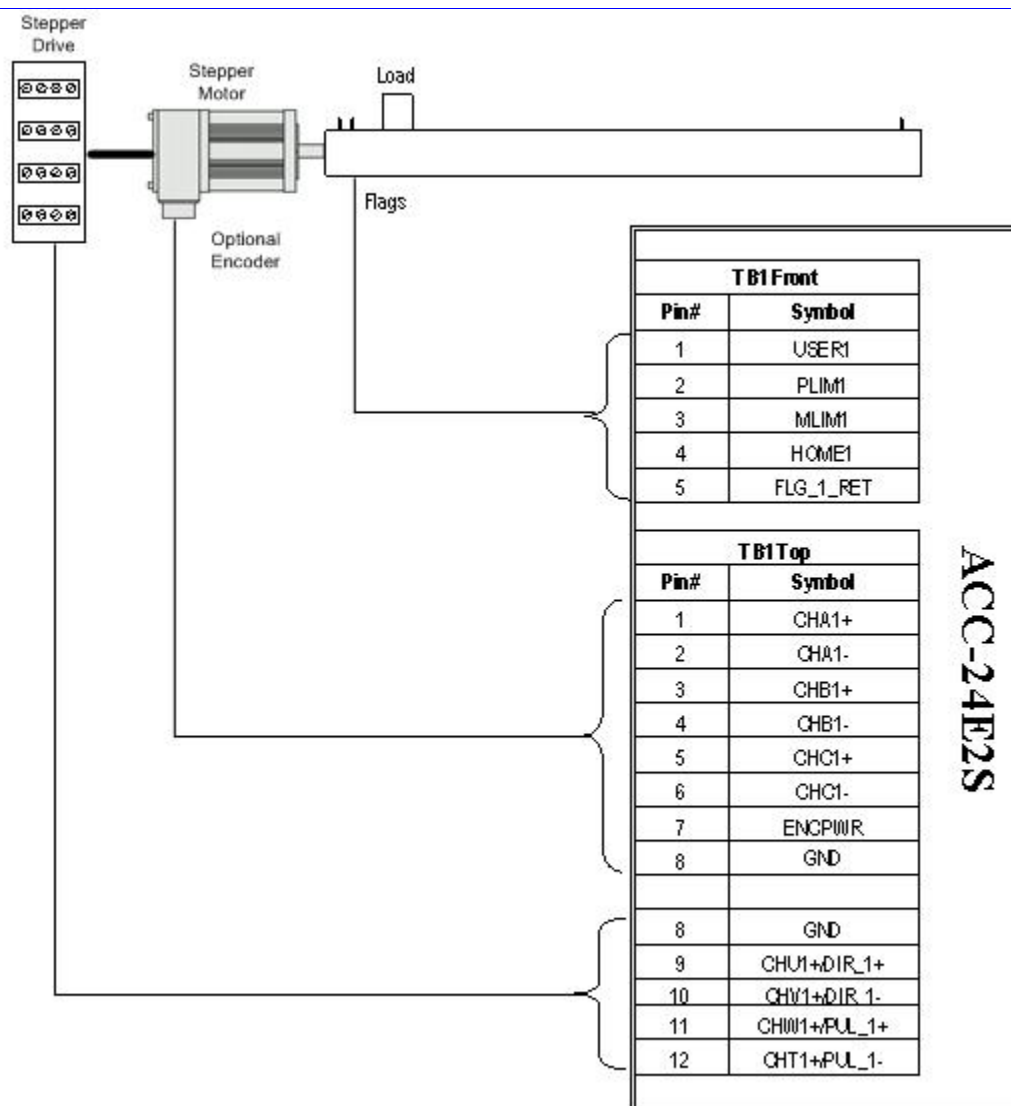 Stepper
Drive
Stepper
Motor
Load
Flags
Optional
Encoder
TB1 Front
Pin# Symbol
1 USER1
2 PLIM1
3 MLIM1
4 HOME1
5 FLG_1_RET
TB1 Top
Pin# Symbol
1 CHA1+
2 CHA1-
3 CHB1+
4 CHB1-
5 CHC1+
6 CHC1-
7 ENCPWR
8 GND
8 GND
9 CHU1+/DIR_1+
10 CHV1+/DIR_1-
11 CHW1+/PUL_1+
12 CHT1+/PUL_1-
ACC-24E2S